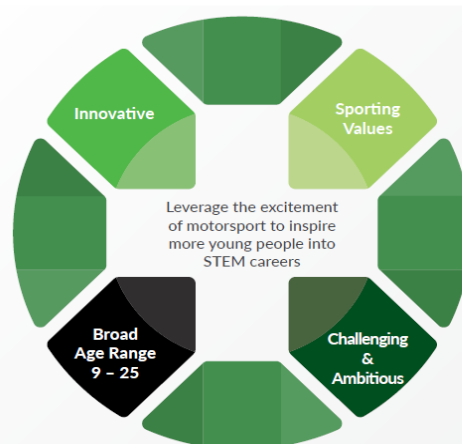 Innovative
Sporting
Values
Leverage the excitement
of motorsport to inspire
more young people into
STEM careers
Broad
Age Range
9 – 25
Challenging
&
Ambitious